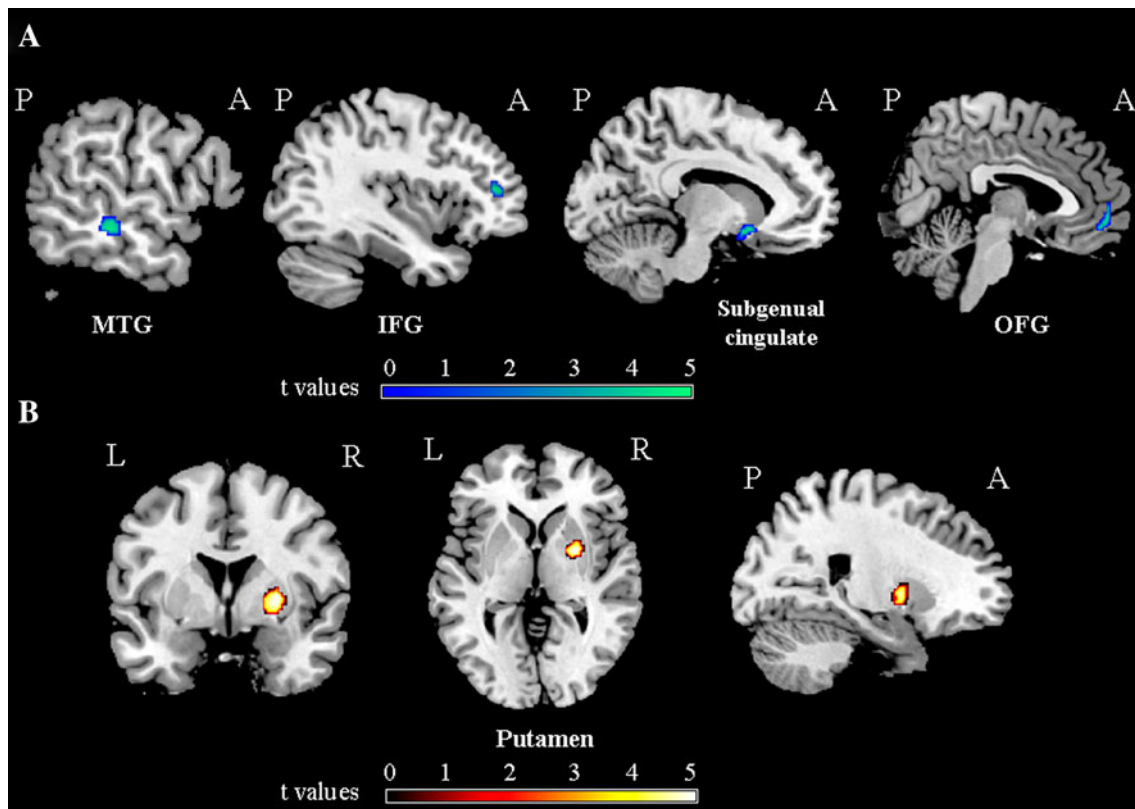 A
P A P A P A P A
MTG
IFG
Subgenual
cingulate
OFG
0 1 2 3 4 5
t values
B
L R L R P A
Putamen
0 1 2 3 4 5
t values